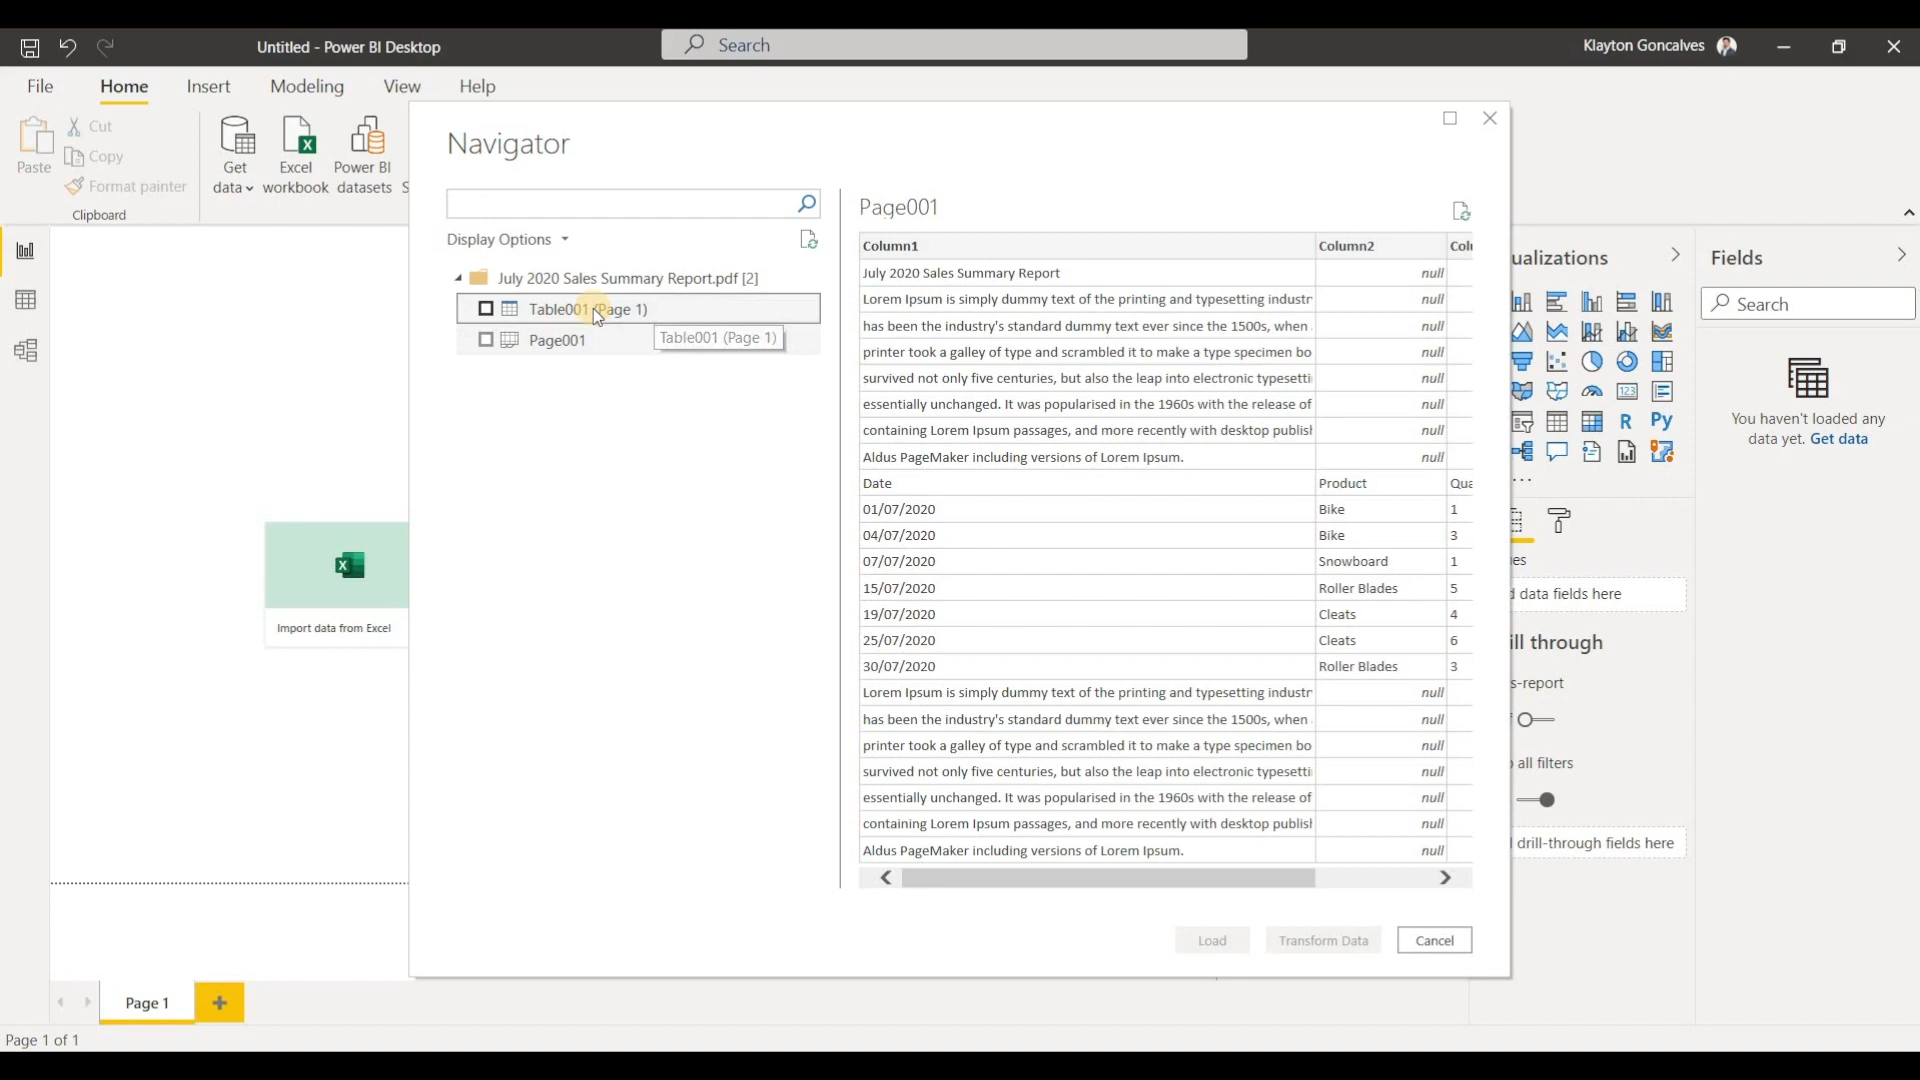 Untitled - Power BI Desktop
Search
Klayton Goncalves
File
Home
Insert
Modeling
View
Help
Paste
Cut
Copy
Format painter
Clipboard
Get data
Excel workbook
Power BI datasets
S
Navigator
Display Options
July 2020 Sales Summary Report.pdf [2]
Table001 (Page 1)
Page001
Table001 (Page 1)
Page001
Column1 Column2 Colu
July 2020 Sales Summary Report null
Lorem Ipsum is simply dummy text of the printing and typesetting industr null
has been the industry's standard dummy text ever since the 1500s, when null
printer took a galley of type and scrambled it to make a type specimen bo null
survived not only five centuries, but also the leap into electronic typesetti null
essentially unchanged. It was popularised in the 1960s with the release of null
containing Lorem Ipsum passages, and more recently with desktop publish null
Aldus PageMaker including versions of Lorem Ipsum. null
Date Product Qua
01/07/2020 Bike 1
04/07/2020 Bike 3
07/07/2020 Snowboard 1
15/07/2020 Roller Blades 5
19/07/2020 Cleats 4
25/07/2020 Cleats 6
30/07/2020 Roller Blades 3
Lorem Ipsum is simply dummy text of the printing and typesetting industr null
has been the industry's standard dummy text ever since the 1500s, when null
printer took a galley of type and scrambled it to make a type specimen bo null
survived not only five centuries, but also the leap into electronic typesetti null
essentially unchanged. It was popularised in the 1960s with the release of null
containing Lorem Ipsum passages, and more recently with desktop publish null
Aldus PageMaker including versions of Lorem Ipsum. null
Load
Transform Data
Cancel
Import data from Excel
ualizations
R
Py
123
es
d data fields here
ill through
s-report
all filters
drill-through fields here
Fields
Search
You haven't loaded any
data yet. Get data
Page 1
Page 1 of 1